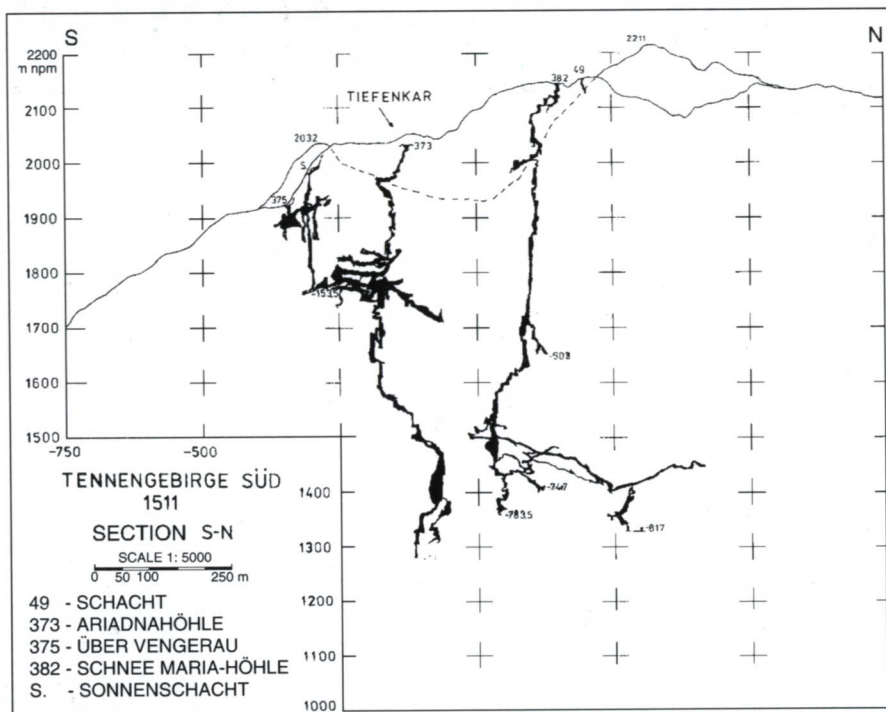 S
N
2200
m npm
2100
2000
1900
1800
1700
1600
1500
-750
-500
1400
1300
1200
1100
1000
2211
49
382
TIEFENKAR
2032
373
S.
375
-153,5
-508
-747
-783,5
-817
TENNENGEBIRGE SÜD
1511
SECTION S-N
SCALE 1: 5000
0 50 100 250 m
49 - SCHACHT
373 - ARIADNAHÖHLE
375 - ÜBER VENGERAU
382 - SCHNEE MARIA-HÖHLE
S. - SONNENSCHACHT